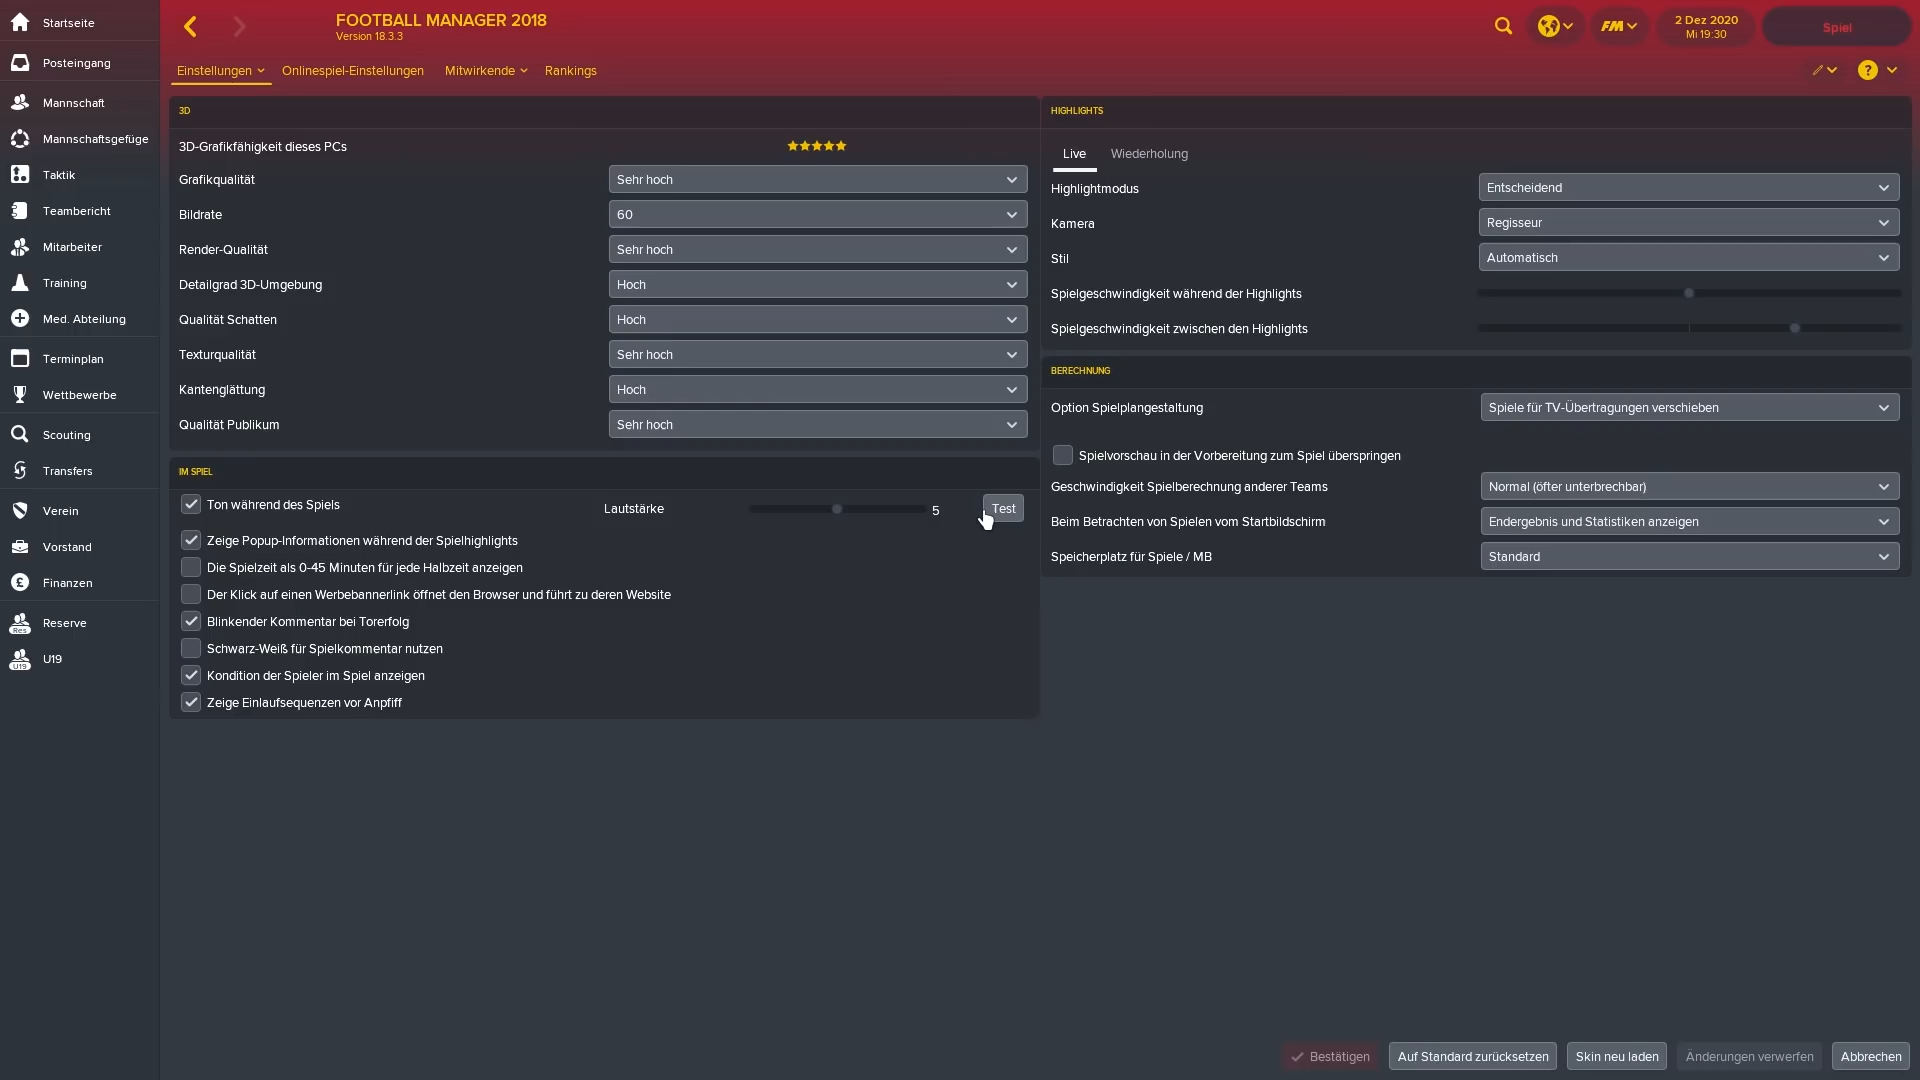 Startseite
Posteingang
Mannschaft
Mannschaftsgefüge
Taktik
Teambericht
Mitarbeiter
Training
Med. Abteilung
Terminplan
Wettbewerbe
Scouting
Transfers
Verein
Vorstand
Finanzen
Res
Reserve
U19
U19
FOOTBALL MANAGER 2018
Version 18.3.3
FM
2 Dez 2020
Mi 19:30
Spiel
Einstellungen
Onlinespiel-Einstellungen
Mitwirkende
Rankings
?
3D
3D-Grafikfähigkeit dieses PCs
Grafikqualität Sehr hoch
Bildrate 60
Render-Qualität Sehr hoch
Detailgrad 3D-Umgebung Hoch
Qualität Schatten Hoch
Texturqualität Sehr hoch
Kantenglättung Hoch
Qualität Publikum Sehr hoch
IM SPIEL
Ton während des Spiels Lautstärke 5 Test
Zeige Popup-Informationen während der Spielhighlights
Die Spielzeit als 0-45 Minuten für jede Halbzeit anzeigen
Der Klick auf einen Werbebannerlink öffnet den Browser und führt zu deren Website
Blinkender Kommentar bei Torerfolg
Schwarz-Weiß für Spielkommentar nutzen
Kondition der Spieler im Spiel anzeigen
Zeige Einlaufsequenzen vor Anpfiff
HIGHLIGHTS
Live Wiederholung
Highlightmodus Entscheidend
Kamera Regisseur
Stil Automatisch
Spielgeschwindigkeit während der Highlights
Spielgeschwindigkeit zwischen den Highlights
BERECHNUNG
Option Spielplangestaltung Spiele für TV-Übertragungen verschieben
Spielvorschau in der Vorbereitung zum Spiel überspringen
Geschwindigkeit Spielberechnung anderer Teams Normal (öfter unterbrechbar)
Beim Betrachten von Spielen vom Startbildschirm Endergebnis und Statistiken anzeigen
Speicherplatz für Spiele / MB Standard
Bestätigen Auf Standard zurücksetzen Skin neu laden Änderungen verwerfen Abbrechen